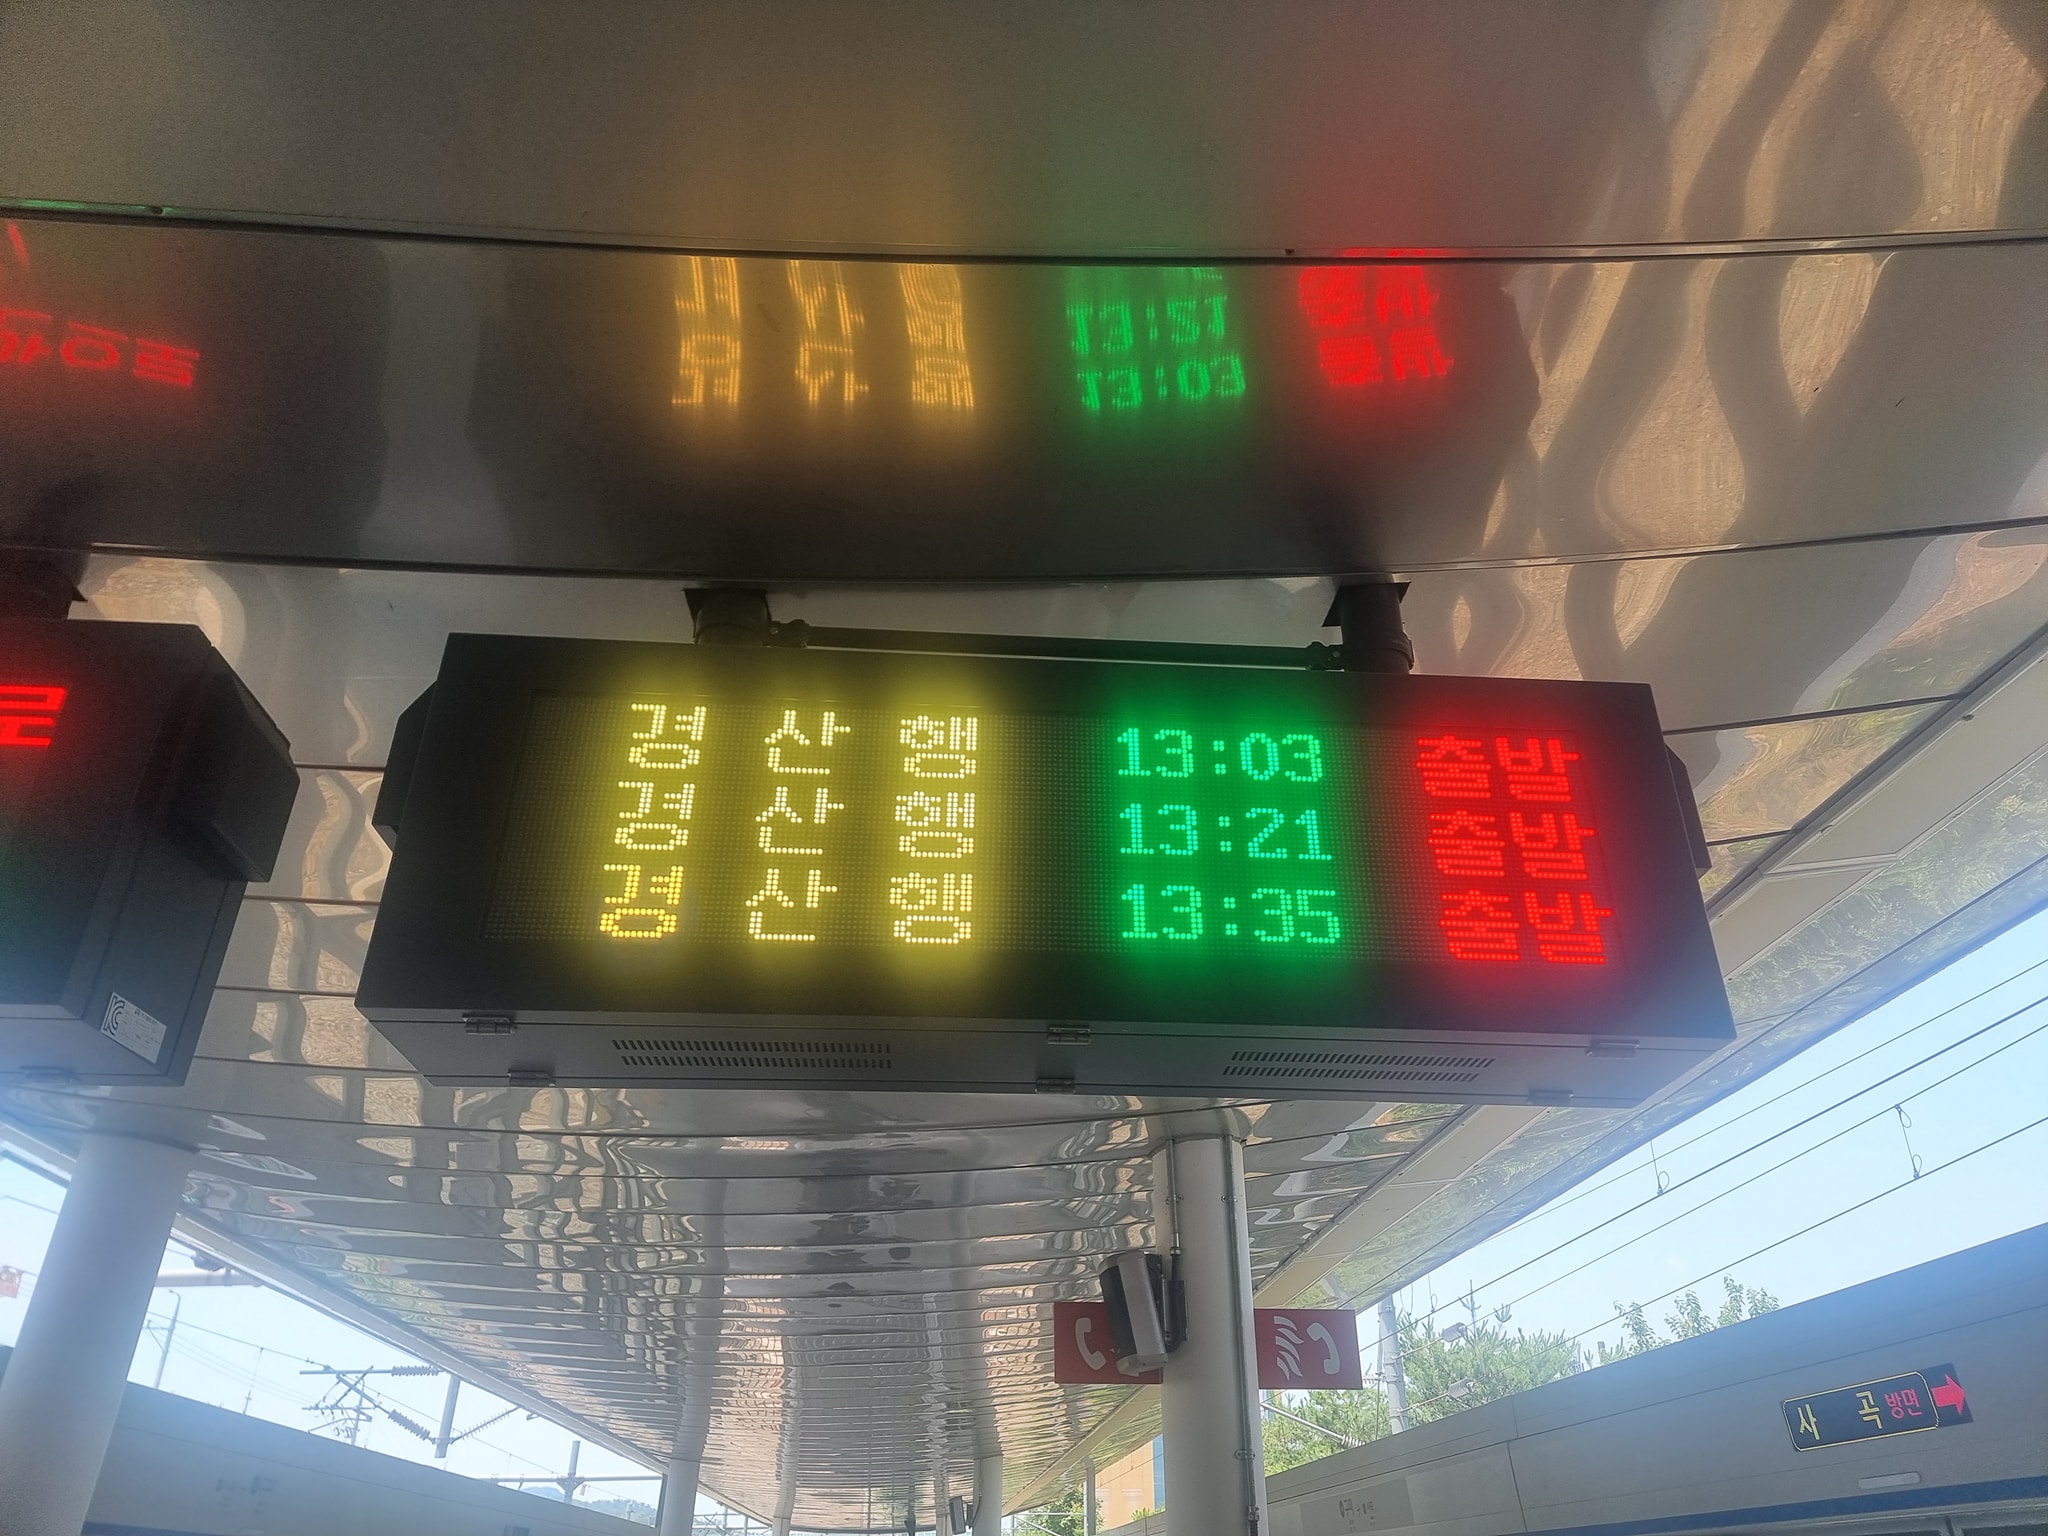 경 산 행 13:03 출발
경 산 행 13:21 출발
경 산 행 13:35 출발
로
사 곡 방면